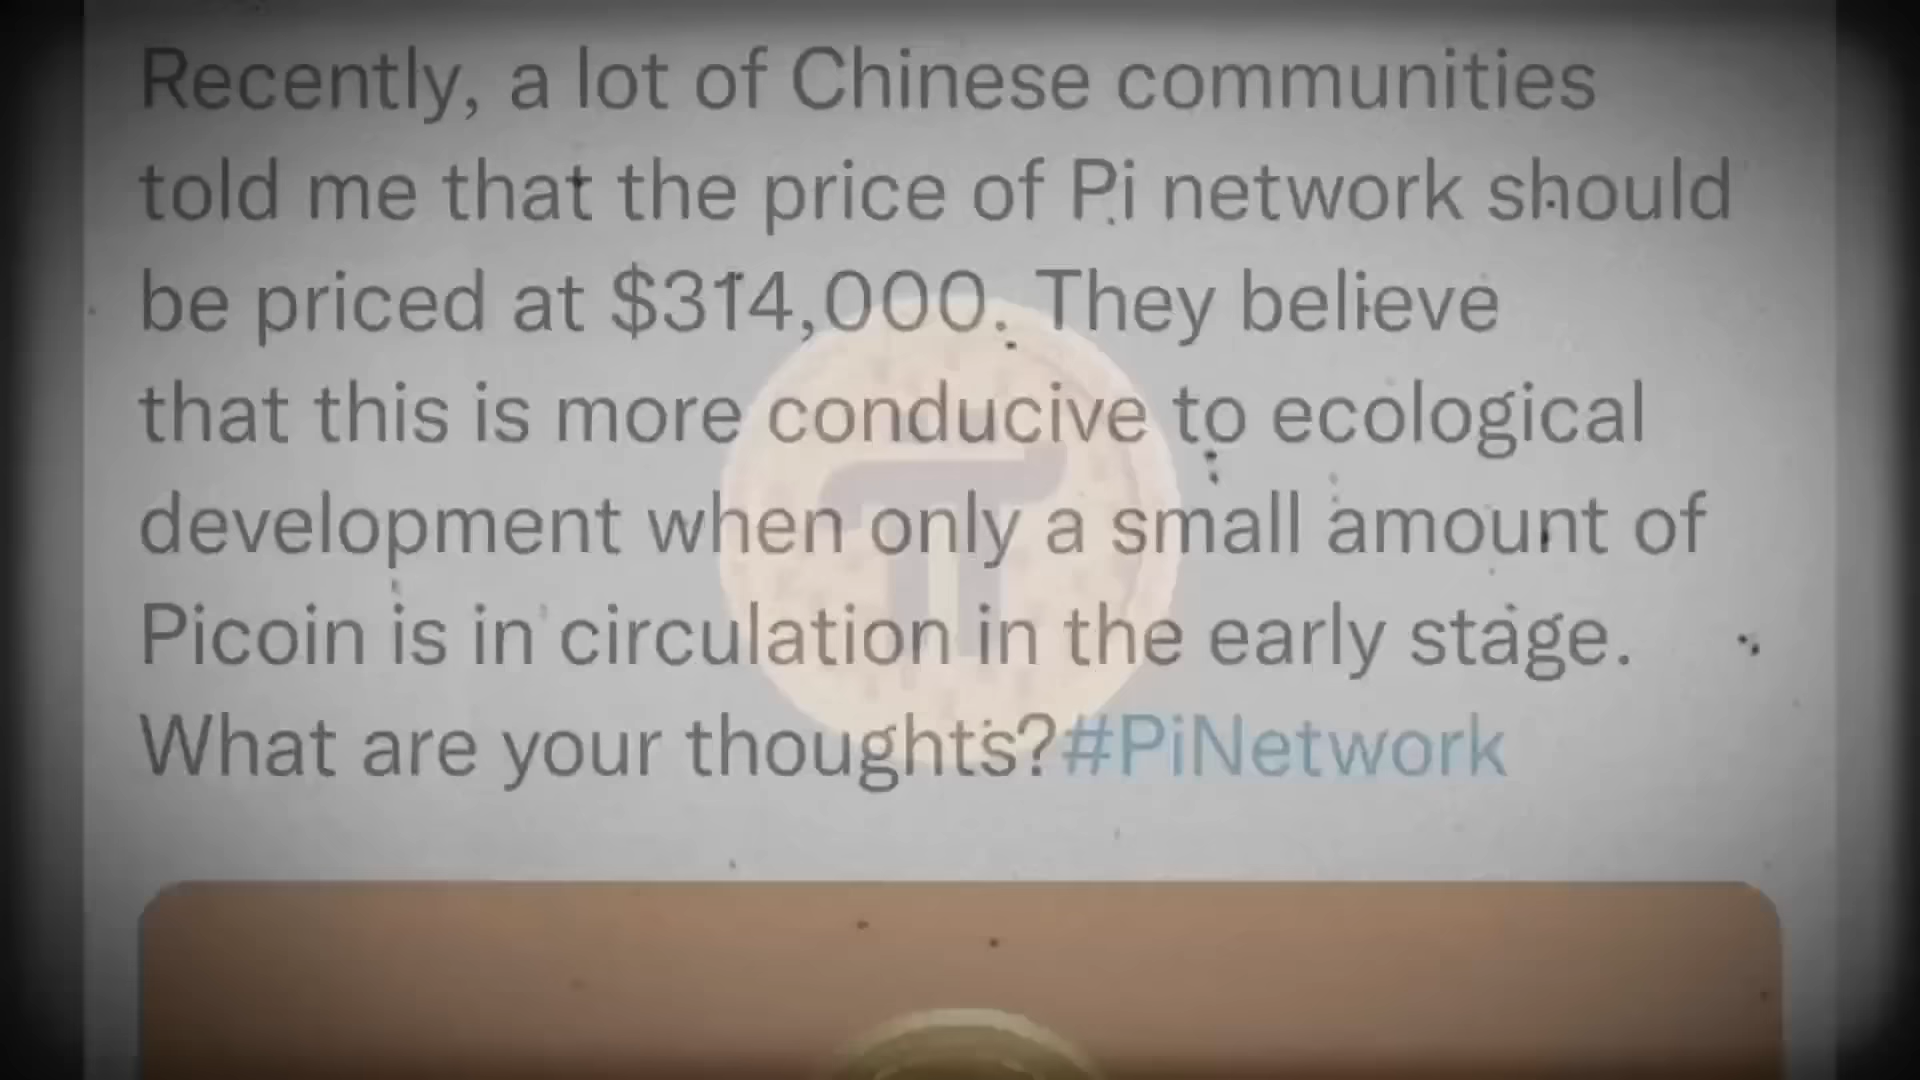 Recently, a lot of Chinese communities
told me that the price of Pi network should
be priced at $314,000. They believe
that this is more conducive to ecological
development when only a small amount of
Picoin is in circulation in the early stage.
What are your thoughts?#PiNetwork